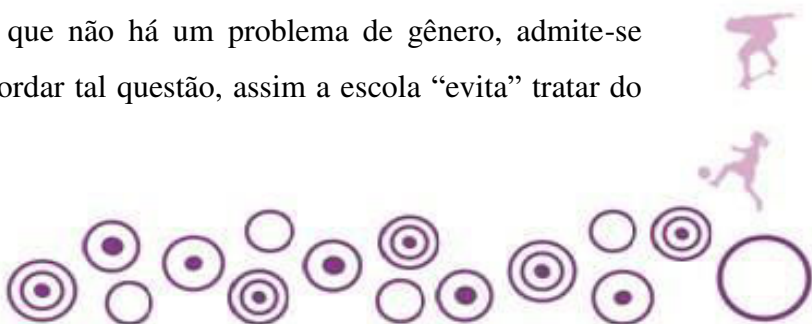 que não há um problema de gênero, admite-se
ordar tal questão, assim a escola “evita” tratar do